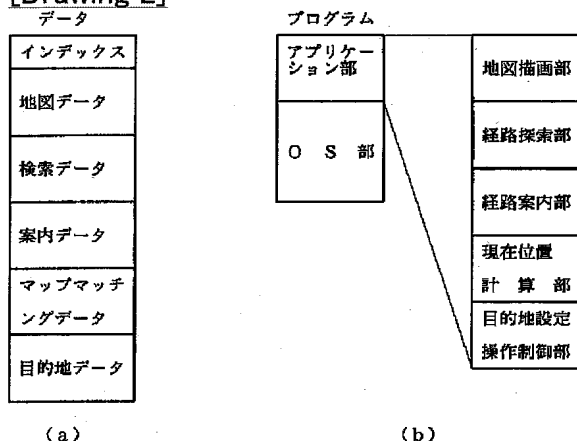 [Drawing 2]
データ
インデックス
地図データ
検索データ
案内データ
マップマッチ
ングデータ
目的地データ
(a)
プログラム
アプリケー
ション部
OS部
地図描画部
経路探索部
経路案内部
現在位置
計算部
目的地設定
操作制御部
(b)